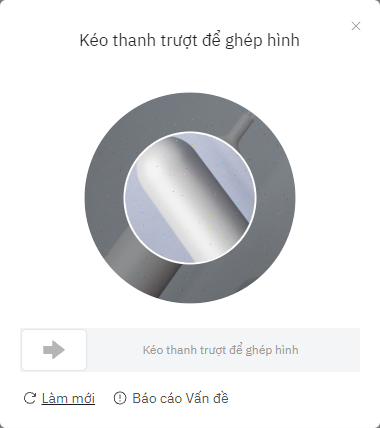 Kéo thanh trượt để ghép hình
Kéo thanh trượt để ghép hình
Làm mới
Báo cáo Vấn đề